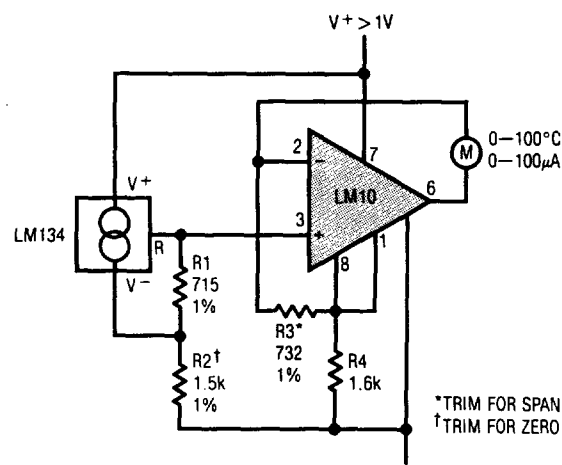 V+ > 1V
0–100°C
0–100µA
M
2
–
7
LM10
6
V+
LM134
R
V–
3
+
8
1
R1
715
1%
R3*
732
1%
R2†
1.5k
1%
R4
1.6k
*TRIM FOR SPAN
†TRIM FOR ZERO